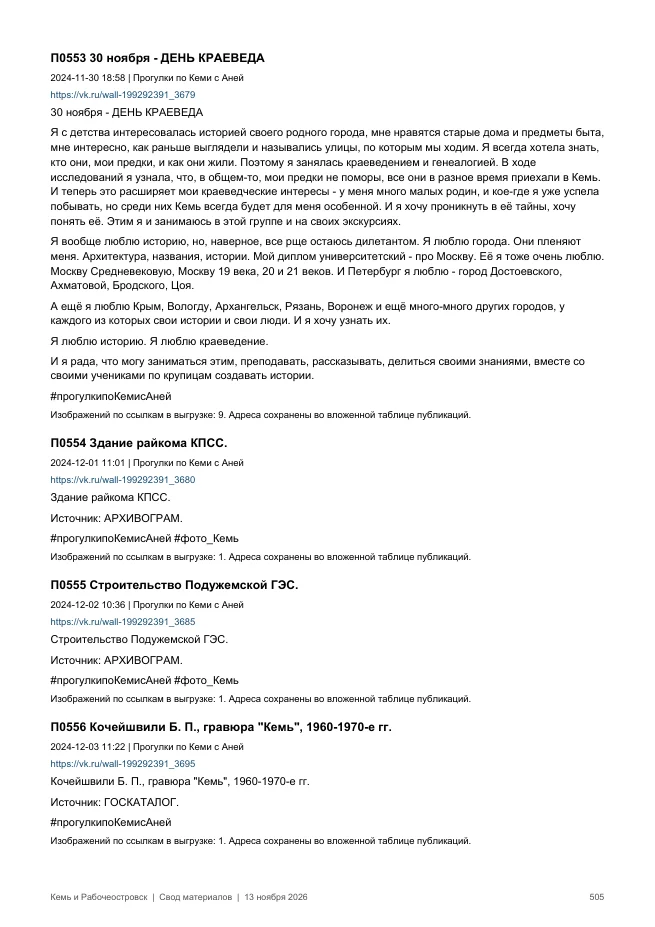 П0553 30 ноября - ДЕНЬ КРАЕВЕДА
2024-11-30 18:58 | Прогулки по Кеми с Аней
https://vk.ru/wall-199292391_3679
30 ноября - ДЕНЬ КРАЕВЕДА
Я с детства интересовалась историей своего родного города, мне нравятся старые дома и предметы быта,
мне интересно, как раньше выглядели и назывались улицы, по которым мы ходим. Я всегда хотела знать,
кто они, мои предки, и как они жили. Поэтому я занялась краеведением и генеалогией. В ходе
исследований я узнала, что, в общем-то, мои предки не поморы, все они в разное время приехали в Кемь.
И теперь это расширяет мои краеведческие интересы - у меня много малых родин, и кое-где я уже успела
побывать, но среди них Кемь всегда будет для меня особенной. И я хочу проникнуть в её тайны, хочу
понять её. Этим я и занимаюсь в этой группе и на своих экскурсиях.
Я вообще люблю историю, но, наверное, все рще остаюсь дилетантом. Я люблю города. Они пленяют
меня. Архитектура, названия, истории. Мой диплом университетский - про Москву. Её я тоже очень люблю.
Москву Средневековую, Москву 19 века, 20 и 21 веков. И Петербург я люблю - город Достоевского,
Ахматовой, Бродского, Цоя.
А ещё я люблю Крым, Вологду, Архангельск, Рязань, Воронеж и ещё много-много других городов, у
каждого из которых свои истории и свои люди. И я хочу узнать их.
Я люблю историю. Я люблю краеведение.
И я рада, что могу заниматься этим, преподавать, рассказывать, делиться своими знаниями, вместе со
своими учениками по крупицам создавать истории.
#прогулкипоКемисАней
Изображений по ссылкам в выгрузке: 9. Адреса сохранены во вложенной таблице публикаций.
П0554 Здание райкома КПСС.
2024-12-01 11:01 | Прогулки по Кеми с Аней
https://vk.ru/wall-199292391_3680
Здание райкома КПСС.
Источник: АРХИВОГРАМ.
#прогулкипоКемисАней #фото_Кемь
Изображений по ссылкам в выгрузке: 1. Адреса сохранены во вложенной таблице публикаций.
П0555 Строительство Подужемской ГЭС.
2024-12-02 10:36 | Прогулки по Кеми с Аней
https://vk.ru/wall-199292391_3685
Строительство Подужемской ГЭС.
Источник: АРХИВОГРАМ.
#прогулкипоКемисАней #фото_Кемь
Изображений по ссылкам в выгрузке: 1. Адреса сохранены во вложенной таблице публикаций.
П0556 Кочейшвили Б. П., гравюра "Кемь", 1960-1970-е гг.
2024-12-03 11:22 | Прогулки по Кеми с Аней
https://vk.ru/wall-199292391_3695
Кочейшвили Б. П., гравюра "Кемь", 1960-1970-е гг.
Источник: ГОСКАТАЛОГ.
#прогулкипоКемисАней
Изображений по ссылкам в выгрузке: 1. Адреса сохранены во вложенной таблице публикаций.
Кемь и Рабочеостровск | Свод материалов | 13 ноября 2026
505